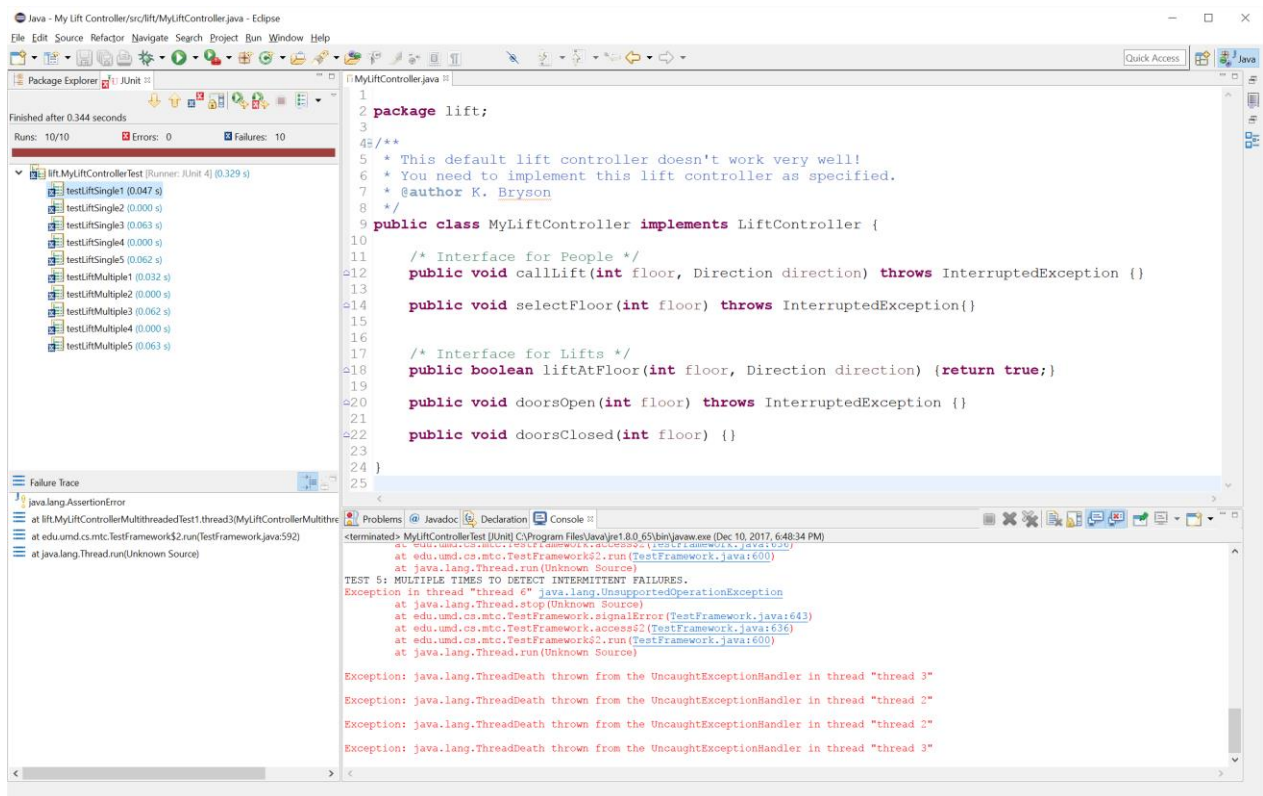 Java - My Lift Controller/src/lift/MyLiftController.java - Eclipse
File Edit Source Refactor Navigate Search Project Run Window Help
Quick Access
Java
Package Explorer
JUnit
Finished after 0.344 seconds
Runs: 10/10 Errors: 0 Failures: 10
lift.MyLiftControllerTest [Runner: JUnit 4] (0.329 s)
testLiftSingle1 (0.047 s)
testLiftSingle2 (0.000 s)
testLiftSingle3 (0.063 s)
testLiftSingle4 (0.000 s)
testLiftSingle5 (0.062 s)
testLiftMultiple1 (0.032 s)
testLiftMultiple2 (0.000 s)
testLiftMultiple3 (0.062 s)
testLiftMultiple4 (0.000 s)
testLiftMultiple5 (0.063 s)
Failure Trace
java.lang.AssertionError
at lift.MyLiftControllerMultithreadedTest1.thread3(MyLiftControllerMultithre
at edu.umd.cs.mtc.TestFramework$2.run(TestFramework.java:592)
at java.lang.Thread.run(Unknown Source)
MyLiftController.java
1
2 package lift;
3
4 /**
5 * This default lift controller doesn't work very well!
6 * You need to implement this lift controller as specified.
7 * @author K. Bryson
8 */
9 public class MyLiftController implements LiftController {
10
11 /* Interface for People */
12 public void callLift(int floor, Direction direction) throws InterruptedException {}
13
14 public void selectFloor(int floor) throws InterruptedException{}
15
16
17 /* Interface for Lifts */
18 public boolean liftAtFloor(int floor, Direction direction) {return true;}
19
20 public void doorsOpen(int floor) throws InterruptedException {}
21
22 public void doorsClosed(int floor) {}
23
24 }
25
Problems @ Javadoc Declaration Console
<terminated> MyLiftControllerTest [JUnit] C:\Program Files\Java\jre1.8.0_65\bin\javaw.exe (Dec 10, 2017, 6:48:34 PM)
at edu.umd.cs.mtc.TestFramework.access$2(TestFramework.java:636)
at edu.umd.cs.mtc.TestFramework$2.run(TestFramework.java:600)
at java.lang.Thread.run(Unknown Source)
TEST 5: MULTIPLE TIMES TO DETECT INTERMITTENT FAILURES.
Exception in thread "thread 6" java.lang.UnsupportedOperationException
at java.lang.Thread.stop(Unknown Source)
at edu.umd.cs.mtc.TestFramework.signalError(TestFramework.java:643)
at edu.umd.cs.mtc.TestFramework.access$2(TestFramework.java:636)
at edu.umd.cs.mtc.TestFramework$2.run(TestFramework.java:600)
at java.lang.Thread.run(Unknown Source)
Exception: java.lang.ThreadDeath thrown from the UncaughtExceptionHandler in thread "thread 3"
Exception: java.lang.ThreadDeath thrown from the UncaughtExceptionHandler in thread "thread 2"
Exception: java.lang.ThreadDeath thrown from the UncaughtExceptionHandler in thread "thread 2"
Exception: java.lang.ThreadDeath thrown from the UncaughtExceptionHandler in thread "thread 3"